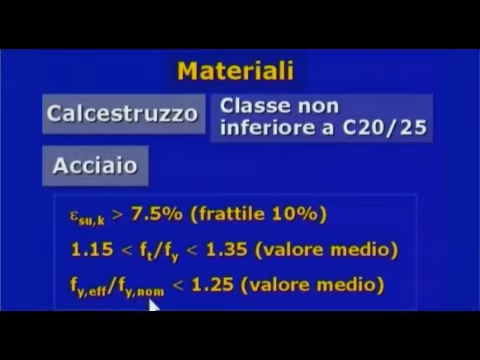 Materiali
Calcestruzzo
Classe non
inferiore a C20/25
Acciaio
εsu,k > 7.5% (frattile 10%)
1.15 < ft/fy < 1.35 (valore medio)
fy,eff/fy,nom < 1.25 (valore medio)